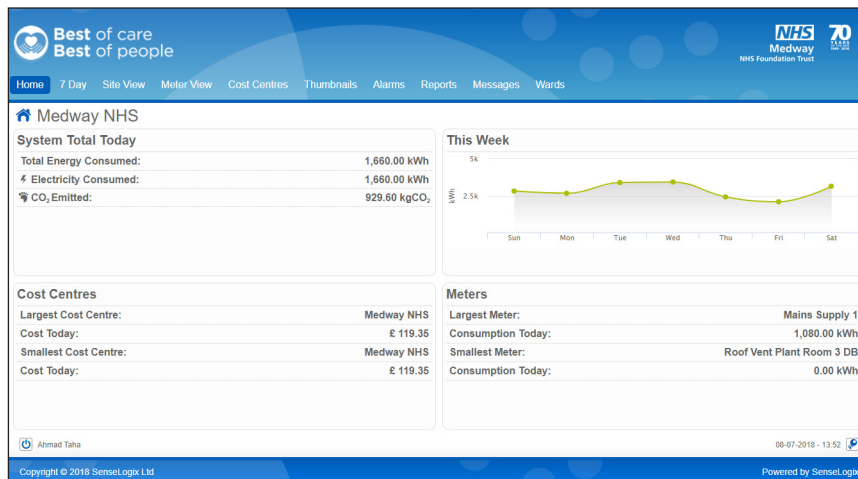 Best of care
Best of people
NHS
Medway
NHS Foundation Trust
70
YEARS
Home 7 Day Site View Meter View Cost Centres Thumbnails Alarms Reports Messages Wards
Medway NHS
System Total Today
Total Energy Consumed: 1,660.00 kWh
Electricity Consumed: 1,660.00 kWh
CO₂ Emitted: 929.60 kgCO₂
This Week
5k
2.5k
kWh
Sun Mon Tue Wed Thu Fri Sat
Cost Centres
Largest Cost Centre: Medway NHS
Cost Today: £ 119.35
Smallest Cost Centre: Medway NHS
Cost Today: £ 119.35
Meters
Largest Meter: Mains Supply 1
Consumption Today: 1,080.00 kWh
Smallest Meter: Roof Vent Plant Room 3 DB
Consumption Today: 0.00 kWh
Ahmad Taha
08-07-2018 - 13:52
Copyright © 2018 SenseLogix Ltd
Powered by SenseLogix